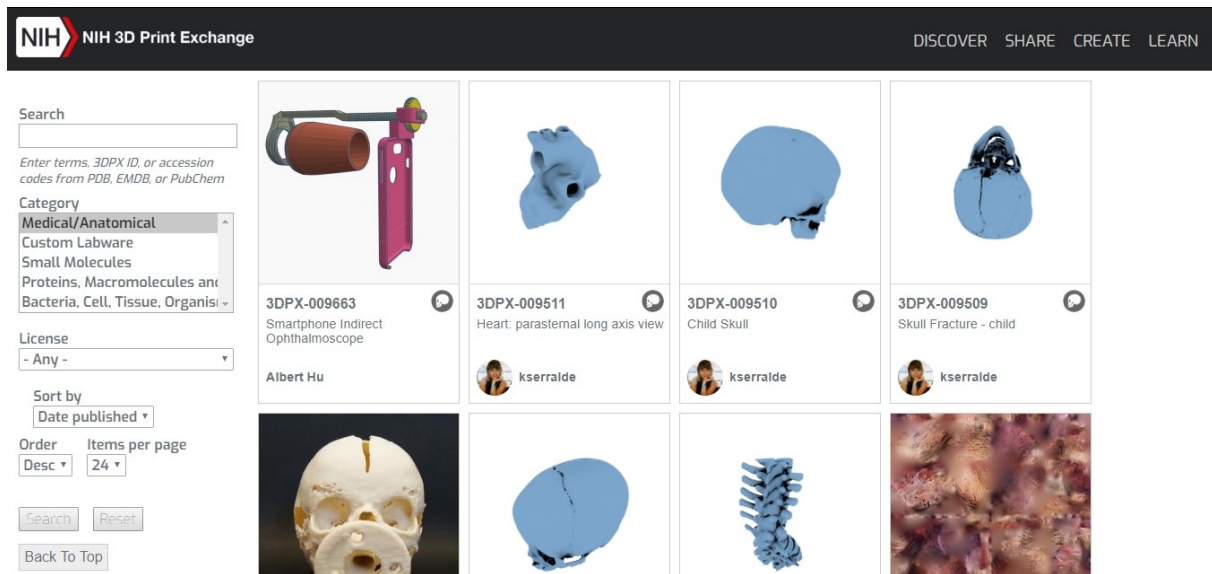 NIH NIH 3D Print Exchange
DISCOVER SHARE CREATE LEARN
Search
Enter terms, 3DPX ID, or accession
codes from PDB, EMDB, or PubChem
Category
Medical/Anatomical
Custom Labware
Small Molecules
Proteins, Macromolecules and
Bacteria, Cell, Tissue, Organis
License
- Any -
Sort by
Date published
Order Items per page
Desc 24
Search Reset
Back To Top
3DPX-009663
Smartphone Indirect
Ophthalmoscope
Albert Hu
3DPX-009511
Heart: parasternal long axis view
kserralde
3DPX-009510
Child Skull
kserralde
3DPX-009509
Skull Fracture - child
kserralde